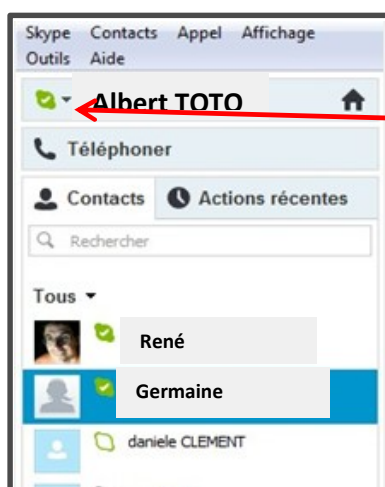 Skype Contacts Appel Affichage
Outils Aide
Albert TOTO
Téléphoner
Contacts Actions récentes
Rechercher
Tous
René
Germaine
daniele CLEMENT